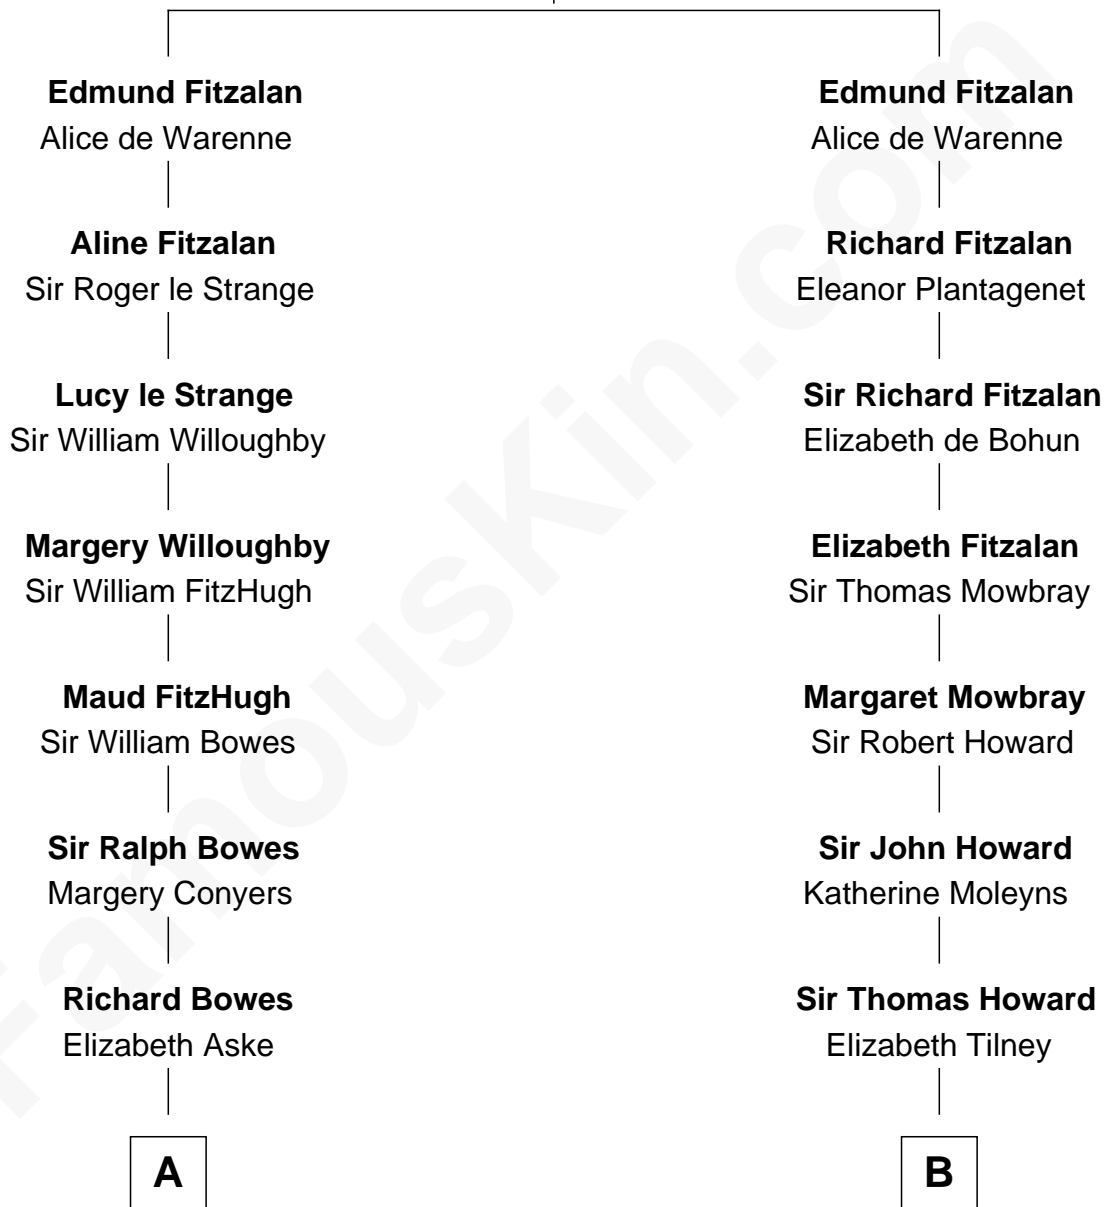 Edmund Fitzalan
Alice de Warenne
Aline Fitzalan
Sir Roger le Strange
Lucy le Strange
Sir William Willoughby
Margery Willoughby
Sir William FitzHugh
Maud FitzHugh
Sir William Bowes
Sir Ralph Bowes
Margery Conyers
Richard Bowes
Elizabeth Aske
A
Edmund Fitzalan
Alice de Warenne
Richard Fitzalan
Eleanor Plantagenet
Sir Richard Fitzalan
Elizabeth de Bohun
Elizabeth Fitzalan
Sir Thomas Mowbray
Margaret Mowbray
Sir Robert Howard
Sir John Howard
Katherine Moleyns
Sir Thomas Howard
Elizabeth Tilney
B
FamousKin.com